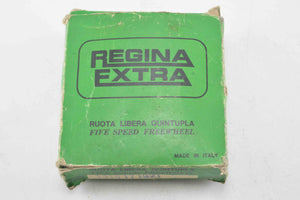 REGINA
EXTRA
RUOTA LIBERA QUINTUPLA
FIVE SPEED FREEWHEEL
MADE IN ITALY